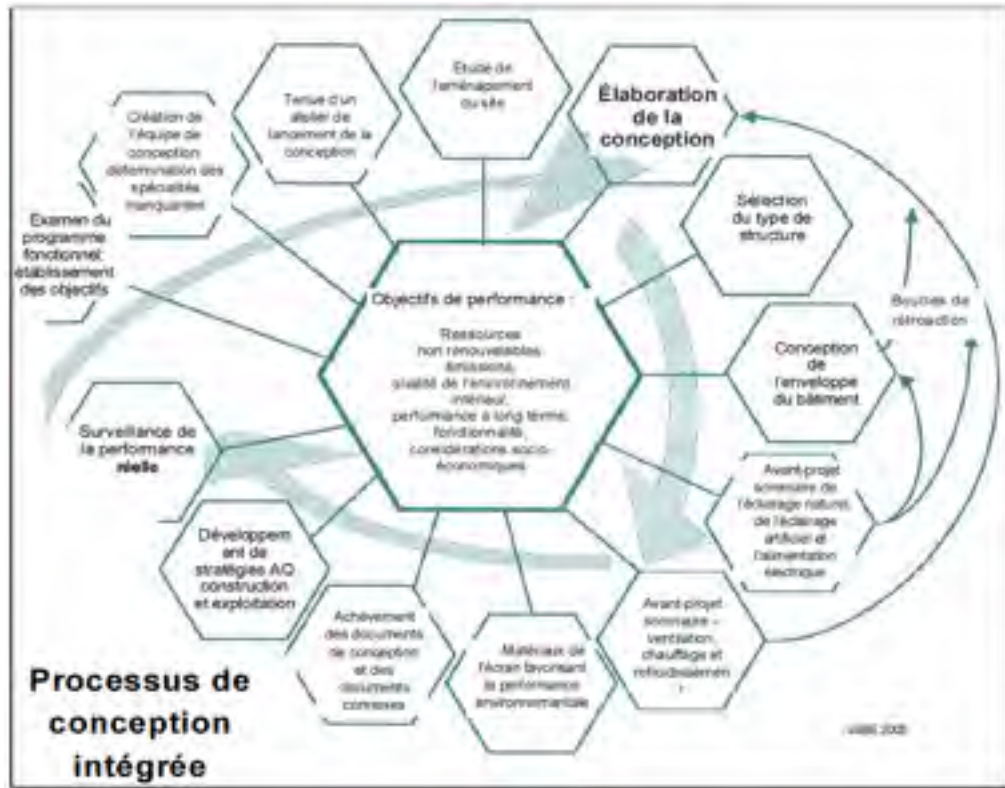 Examen du
programme
fonctionnel:
établissement
des objectifs
Création de
l'équipe de
conception
détermination des
spécialités
manquantes
Tenue d'un
atelier de
lancement de la
conception
Étude de
l'aménagement
du site
Élaboration
de la
conception
Sélection
du type de
structure
Boucles de
rétroaction
Conception
de
l'enveloppe
du bâtiment
Avant-projet
sommaire de
l'éclairage naturel,
de l'éclairage
artificiel et
l'alimentation
électrique
Avant-projet
sommaire –
ventilation,
chauffage et
refroidissement
Matériaux de
l'écran favorisant
la performance
environnementale
Achèvement
des documents
de conception
et des
documents
connexes
Développem
ent de
stratégies AQ
construction
et exploitation
Surveillance de
la performance
réelle
Objectifs de performance :
Ressources
non renouvelables,
émissions,
qualité de l'environnement
intérieur,
performance à long terme,
fonctionnalité,
considérations socio-
économiques
Processus de
conception
intégrée
2005